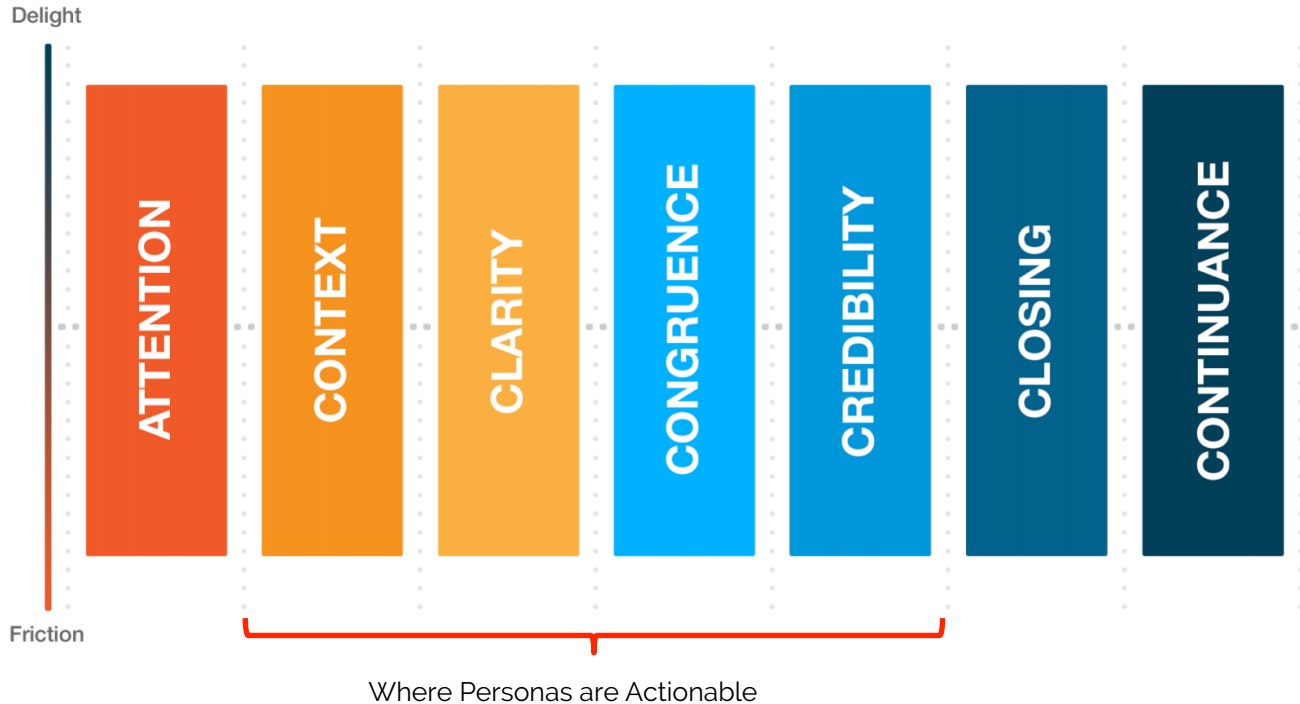 Delight
ATTENTION
CONTEXT
CLARITY
CONGRUENCE
CREDIBILITY
CLOSING
CONTINUANCE
Friction
Where Personas are Actionable